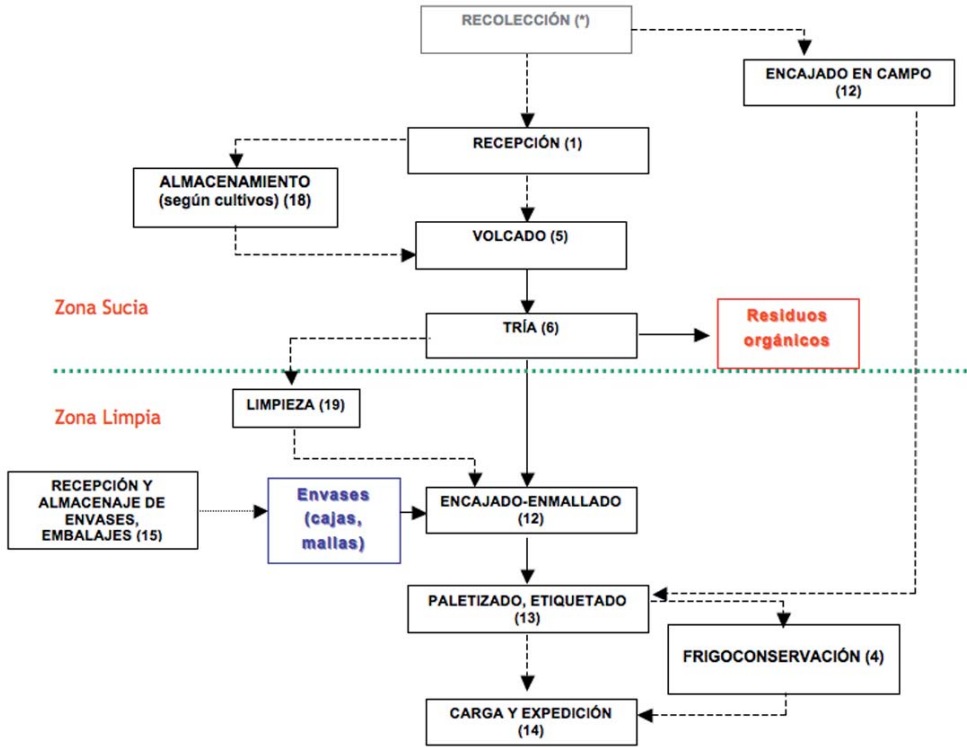 RECOLECCIÓN (*)
ENCAJADO EN CAMPO
(12)
RECEPCIÓN (1)
ALMACENAMIENTO
(según cultivos) (18)
VOLCADO (5)
Zona Sucia
TRÍA (6)
Residuos
orgánicos
LIMPIEZA (19)
Zona Limpia
RECEPCIÓN Y
ALMACENAJE DE
ENVASES,
EMBALAJES (15)
Envases
(cajas,
mallas)
ENCAJADO-ENMALLADO
(12)
PALETIZADO, ETIQUETADO
(13)
FRIGOCONSERVACIÓN (4)
CARGA Y EXPEDICIÓN
(14)